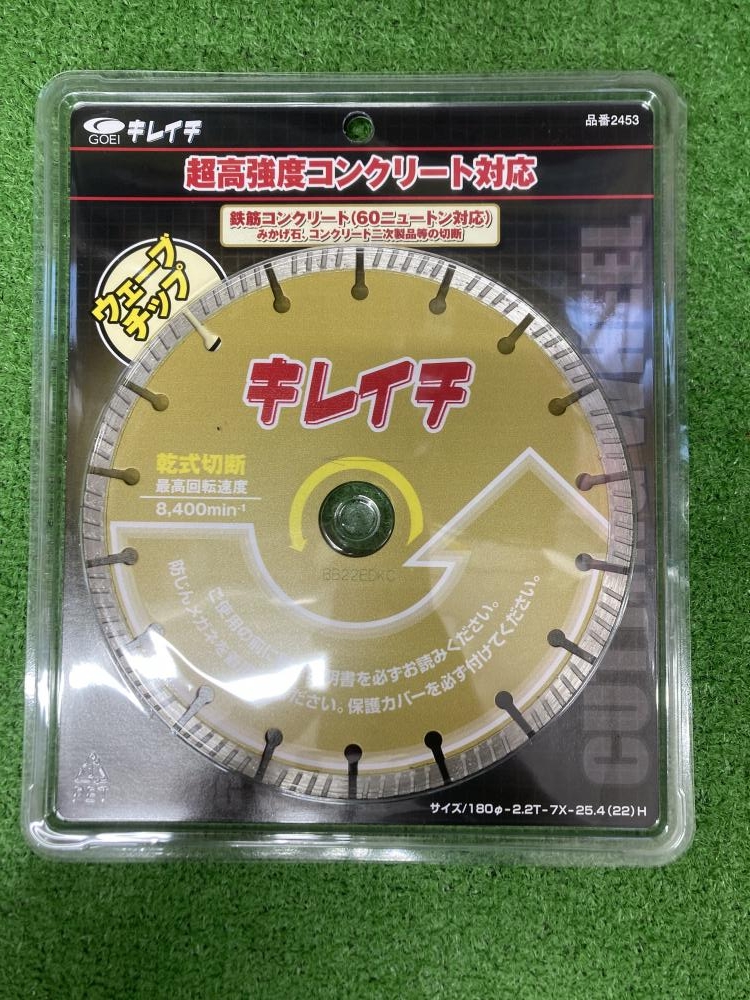 GOEI キレイチ
品番2453
超高強度コンクリート対応
鉄筋コンクリート(60ニュートン対応)
みかげ石、コンクリート二次製品等の切断
ウェーブ
チップ
キレイチ
乾式切断
最高回転速度
8,400min⁻¹
ご使用の前に 明書を必ずお読みください。
防じんメガネを ださい。保護カバーを必ず付けてください。
サイズ/180φ-2.2T-7X-25.4(22)H